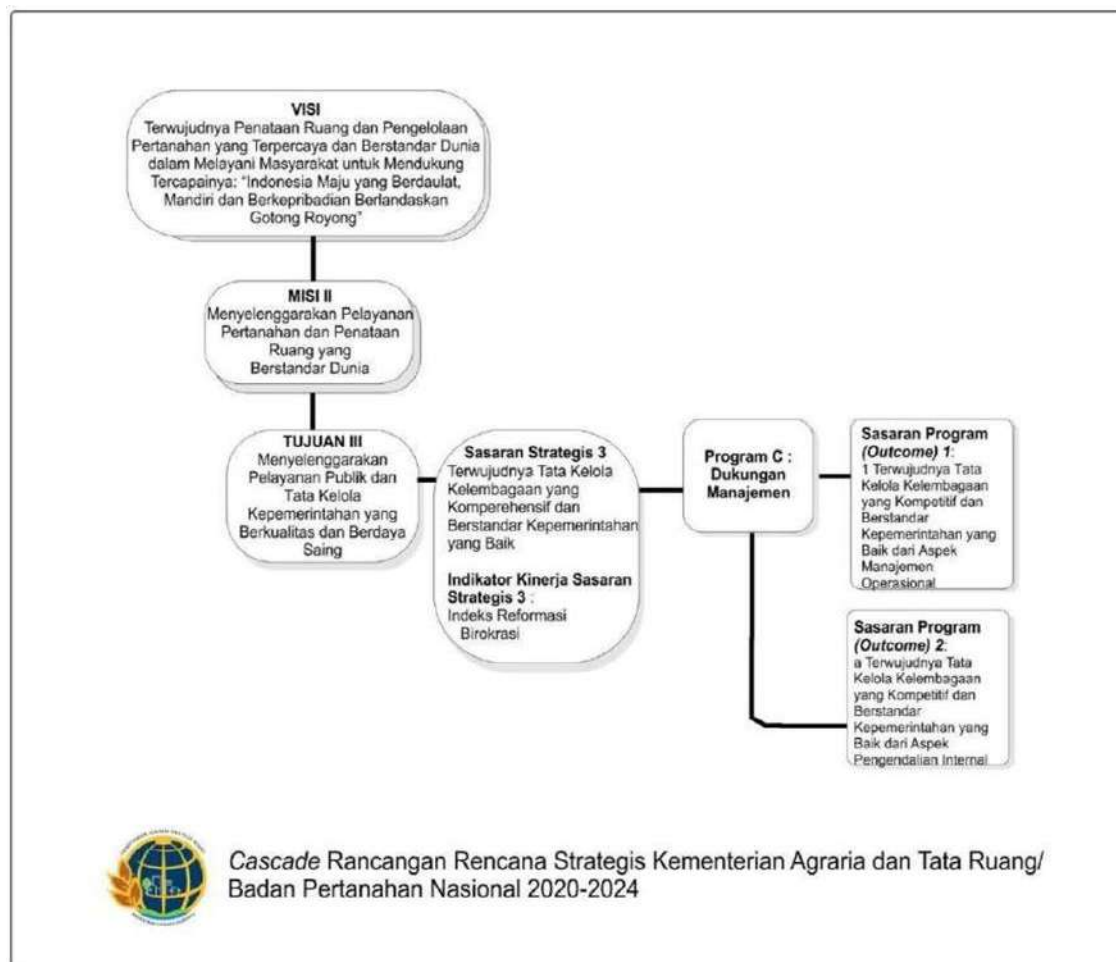 VISI
Terwujudnya Penataan Ruang dan Pengelolaan
Pertanahan yang Terpercaya dan Berstandar Dunia
dalam Melayani Masyarakat untuk Mendukung
Tercapainya: “Indonesia Maju yang Berdaulat,
Mandiri dan Berkepribadian Berlandaskan
Gotong Royong”
MISI II
Menyelenggarakan Pelayanan
Pertanahan dan Penataan
Ruang yang
Berstandar Dunia
TUJUAN III
Menyelenggarakan
Pelayanan Publik dan
Tata Kelola
Kepemerintahan yang
Berkualitas dan Berdaya
Saing
Sasaran Strategis 3
Terwujudnya Tata Kelola
Kelembagaan yang
Komperehensif dan
Berstandar Kepemerintahan
yang Baik
Indikator Kinerja Sasaran
Strategis 3 :
Indeks Reformasi
Birokrasi
Program C :
Dukungan
Manajemen
Sasaran Program
(Outcome) 1:
1 Terwujudnya Tata
Kelola Kelembagaan
yang Kompetitif dan
Berstandar
Kepemerintahan yang
Baik dari Aspek
Manajemen
Operasional
Sasaran Program
(Outcome) 2:
a Terwujudnya Tata
Kelola Kelembagaan
yang Kompetitif dan
Berstandar
Kepemerintahan yang
Baik dari Aspek
Pengendalian Internal
Cascade Rancangan Rencana Strategis Kementerian Agraria dan Tata Ruang/
Badan Pertanahan Nasional 2020-2024